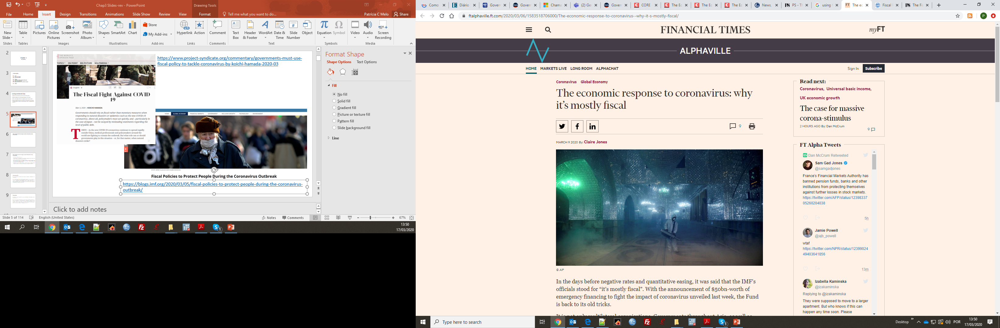 Chap3 Slides-rev - PowerPoint
Drawing Tools
File Home Insert Design Transitions Animations Slide Show Review View Format Tell me what you want to do...
Patrícia C Melo Share
New Slide
Table
Pictures
Online Pictures
Screenshot
Photo Album
Shapes
SmartArt
Chart
Store
My Add-ins
Hyperlink
Action
Comment
Text Box
Header & Footer
WordArt
Date & Time
Slide Number
Object
Equation
Symbol
Video
Audio
Screen Recording
Slides Tables Images Illustrations Add-ins Links Comments Text Symbols Media
2
3
4
5
6
7
8
9
THE WORLD'S
OPINION PAGE
TOPICS ON POINT BIG PICTURE MULTIMEDIA
English
The Fiscal Fight Against COVID
19
Mar 3, 2020 | KOICHI HAMADA
Governments should rely on fiscal rather than monetary measures when
responding to natural disasters or epidemics such as the new COVID-19
coronavirus. Above all, policymakers must act quickly, and – particularly in
the case of Japan – not be swayed by misleading statements regarding the
level of public debt.
TOKYO – As the new COVID-19 coronavirus continues to spread rapidly
outside China, medical professionals and policymakers around the
world are fighting to contain the outbreak. But what role can or should
governments play in this situation – or, for that matter, when natural
disasters strike?
https://www.project-syndicate.org/commentary/governments-must-use-
fiscal-policy-to-tackle-coronavirus-by-koichi-hamada-2020-03
HOME GLOBAL ECONOMY FINANCIAL MARKETS GOVERNMENT INCLUSIVE GROWTH TECHNOLOGY ENVIRONMENT
Fiscal Policies to Protect People During the Coronavirus Outbreak
https://blogs.imf.org/2020/03/05/fiscal-policies-to-protect-people-during-the-coronavirus-
outbreak/
Click to add notes
Format Shape
Shape Options Text Options
Fill
No fill
Solid fill
Gradient fill
Picture or texture fill
Pattern fill
Slide background fill
Line
Slide 5 of 114 English (United States) Notes Comments 67%
13:50
17/03/2020
Como Diário Govern Govern Chama (2) Ge Govern CORE The Ec The Ec The Ec News, PS - Th using The ec Fiscal The Fis
ftalphaville.ft.com/2020/03/06/1583518706000/The-economic-response-to-coronavirus--why-it-s-mostly-fiscal/
FINANCIAL TIMES
myFT
ALPHAVILLE
HOME MARKETS LIVE LONG ROOM ALPHACHAT
Sign In Subscribe
Coronavirus Global Economy
The economic response to coronavirus: why
it's mostly fiscal
9
MARCH 9 2020 By: Claire Jones
© AP
In the days before negative rates and quantitative easing, it was said that the IMF's
officials stood for “it's mostly fiscal”. With the announcement of $50bn-worth of
emergency financing to fight the impact of coronavirus unveiled last week, the Fund
is back to its old tricks.
Read next:
Coronavirus, Universal basic income,
UK economic growth
The case for massive
corona-stimulus
2 HOURS AGO By: Dan McCrum
9
FT Alpha Tweets
Dan McCrum Retweeted
Sam Gad Jones
@samgadjones
France's Financial Markets Authority has
banned pension funds, banks and other
institutions from protecting themselves
against further losses in stock markets.
https://twitter.com/AFP/status/12398337
05260204038
5h
Jamie Powell
@ajb_powell
wtaf
https://twitter.com/NPR/status/12399024
49403641856
13m
Izabella Kaminska
@izakaminska
Replying to @izakaminska
They were supposed to move to a larger
apartment. But who knows if this can
happen any time soon. Please
Type here to search
Desktop POR
13:50
17/03/2020